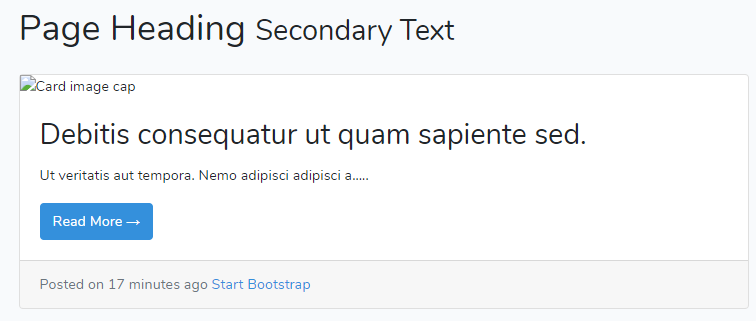 Page Heading Secondary Text
Card image cap
Debitis consequatur ut quam sapiente sed.
Ut veritatis aut tempora. Nemo adipisci adipisci a.....
Read More →
Posted on 17 minutes ago Start Bootstrap